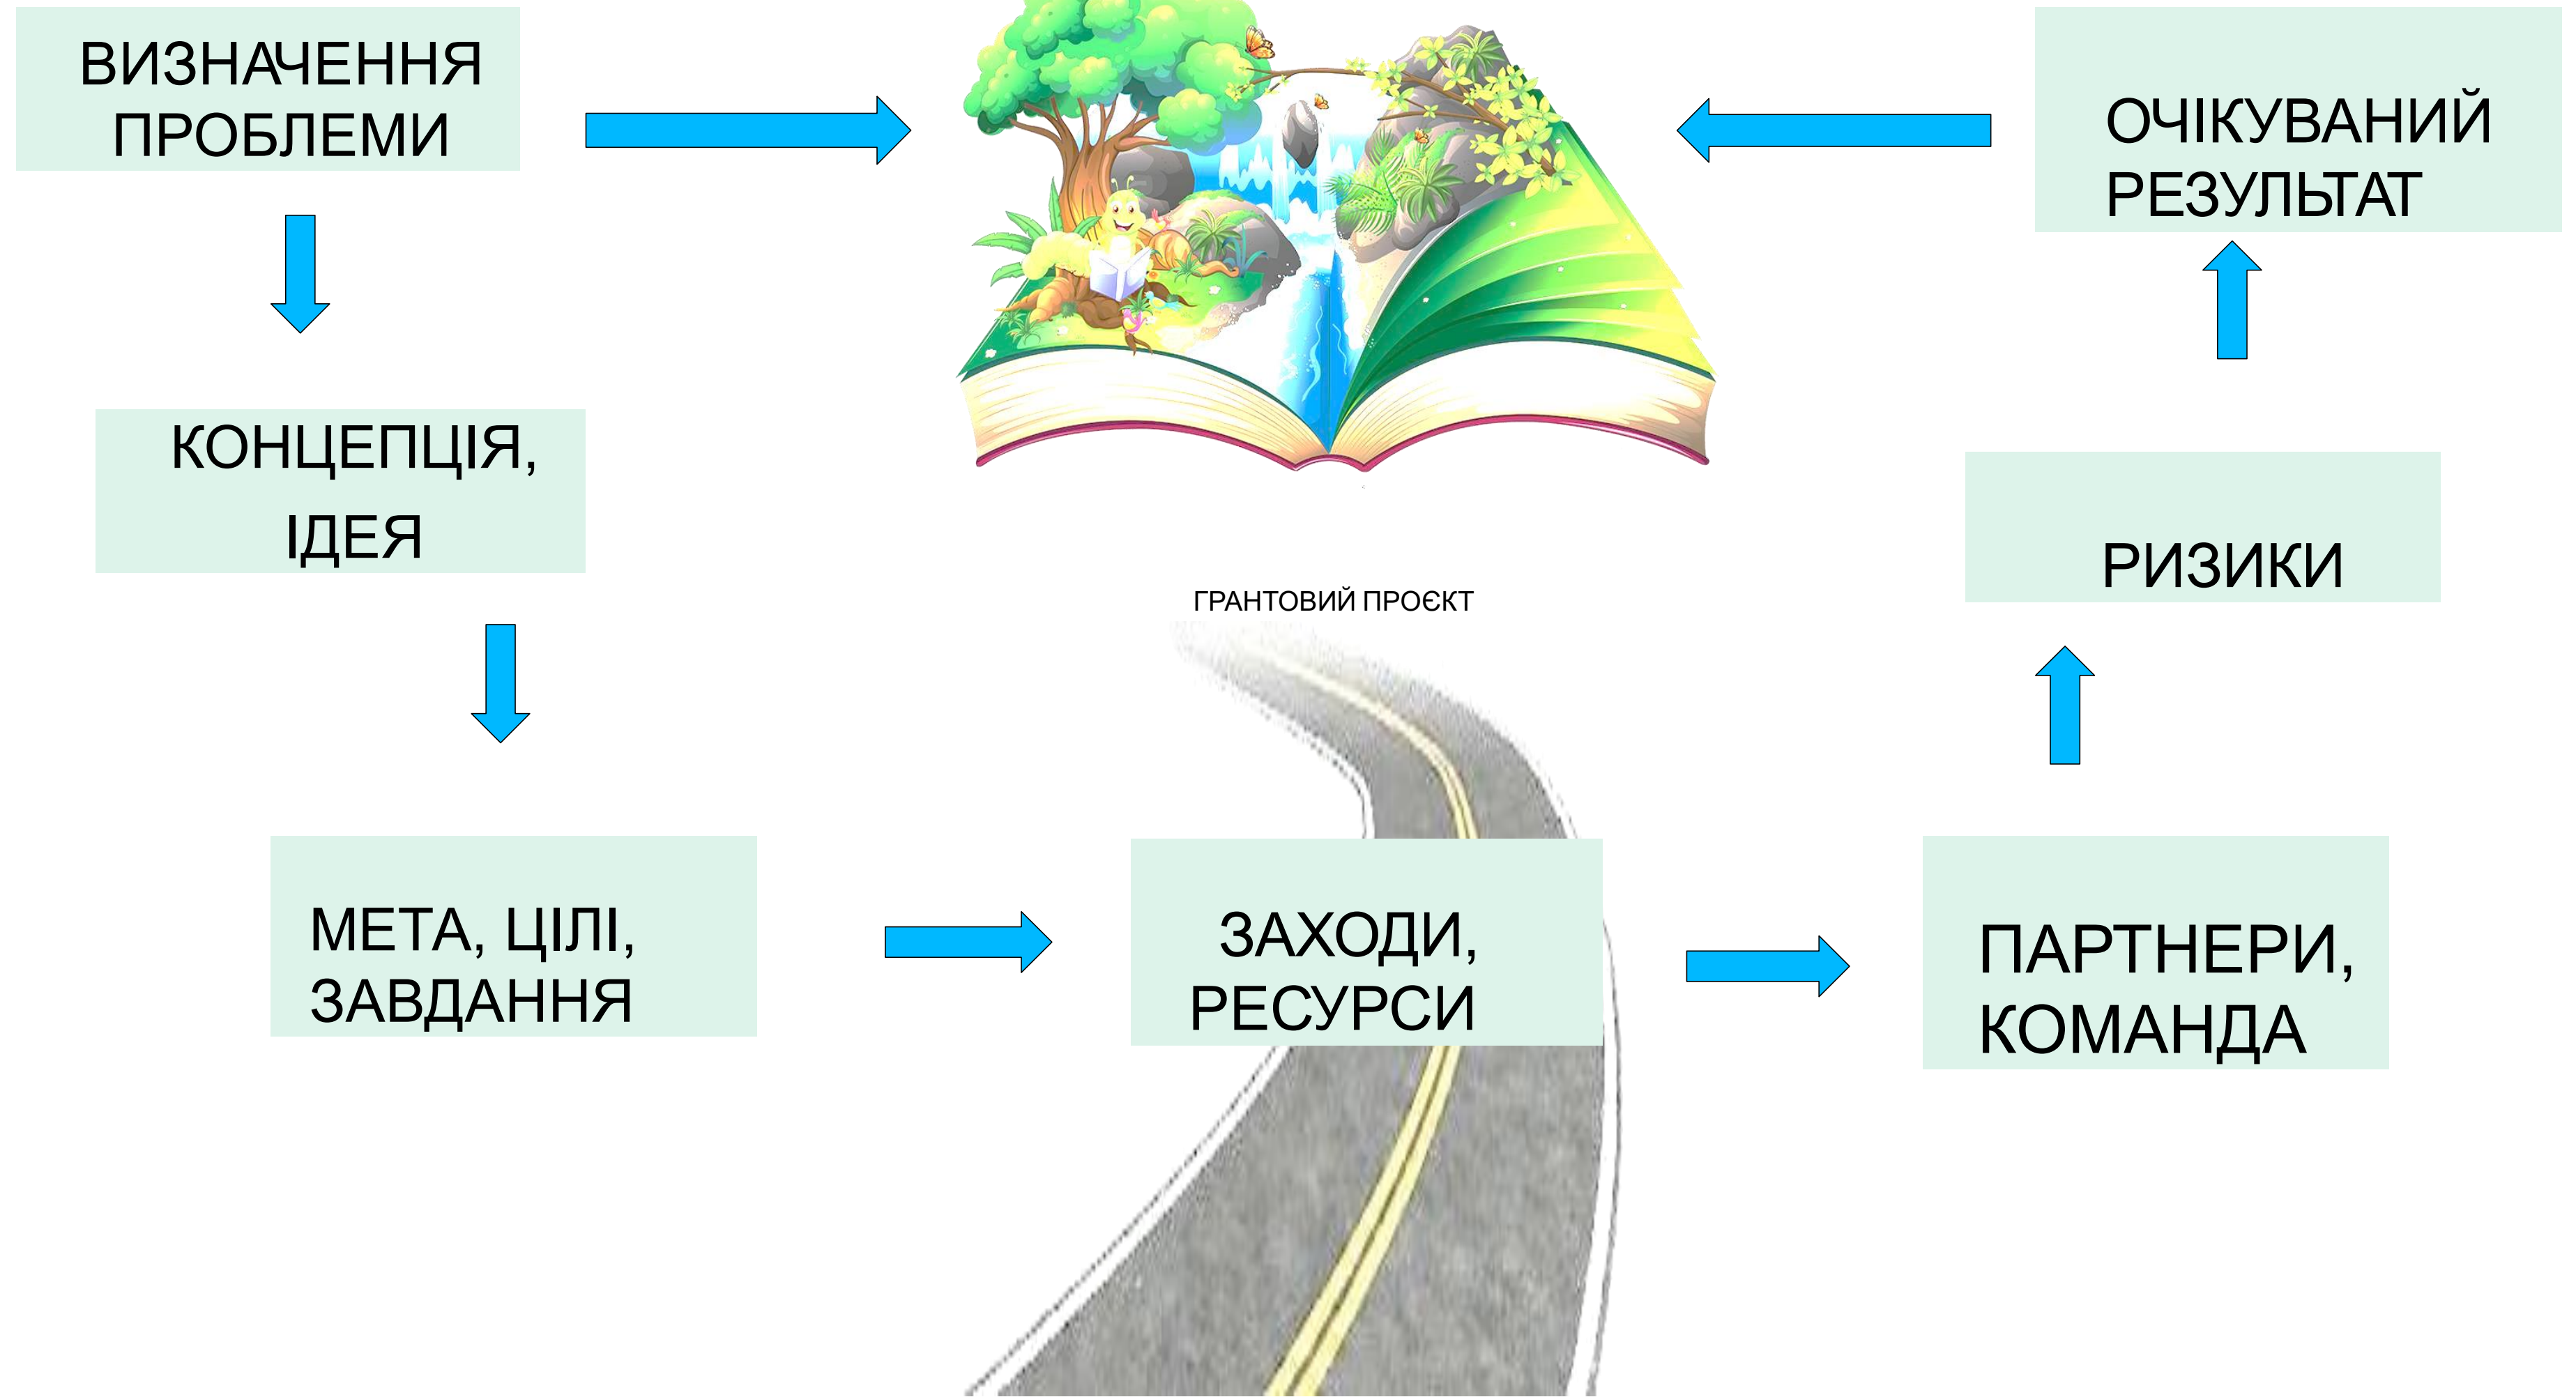 ВИЗНАЧЕННЯ
ПРОБЛЕМИ
КОНЦЕПЦІЯ,
ІДЕЯ
МЕТА, ЦІЛІ,
ЗАВДАННЯ
ГРАНТОВИЙ ПРОЄКТ
ЗАХОДИ,
РЕСУРСИ
ПАРТНЕРИ,
КОМАНДА
РИЗИКИ
ОЧІКУВАНИЙ
РЕЗУЛЬТАТ